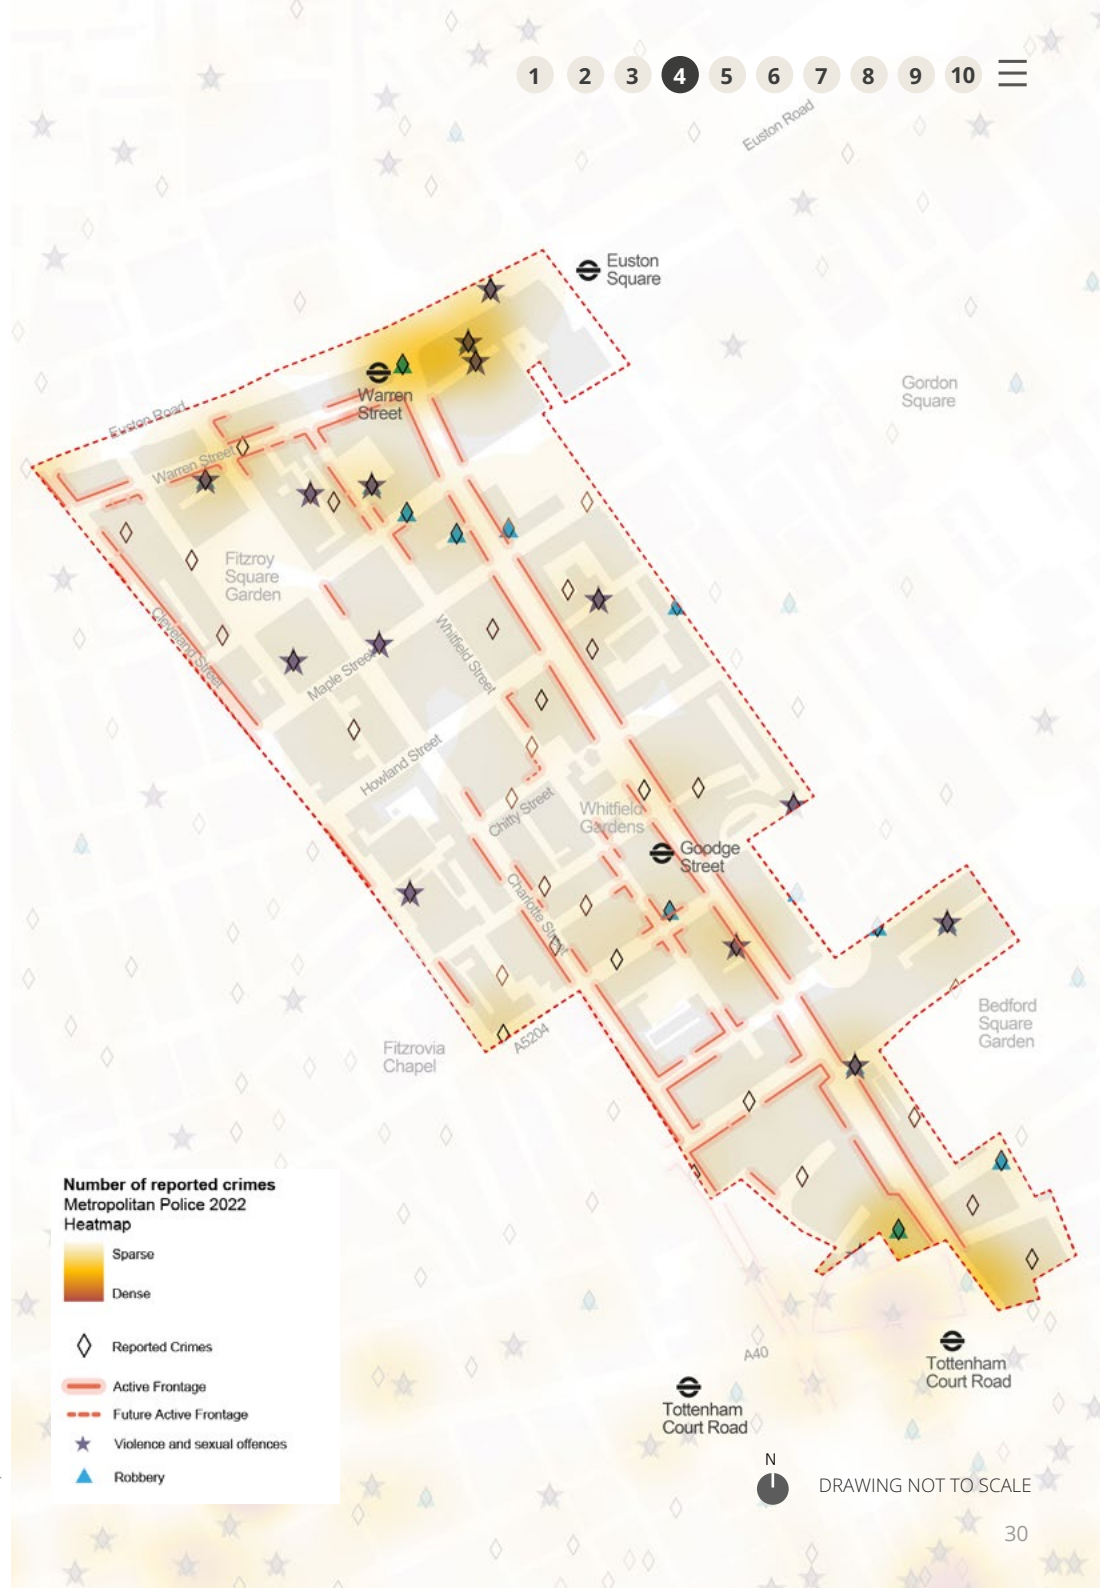 1 2 3 4 5 6 7 8 9 10
Euston Road
Euston
Square
Warren
Street
Gordon
Square
Euston Road
Warren Street
Fitzroy
Square
Garden
Cleveland Street
Whitfield Street
Maple Street
Howland Street
Chitty Street
Whitfield
Gardens
Goodge
Street
Charlotte Street
Bedford
Square
Garden
A5204
Fitzrovia
Chapel
Number of reported crimes
Metropolitan Police 2022
Heatmap
Sparse
Dense
Reported Crimes
Active Frontage
Future Active Frontage
Violence and sexual offences
Robbery
A40
Tottenham
Court Road
Tottenham
Court Road
N
DRAWING NOT TO SCALE
30